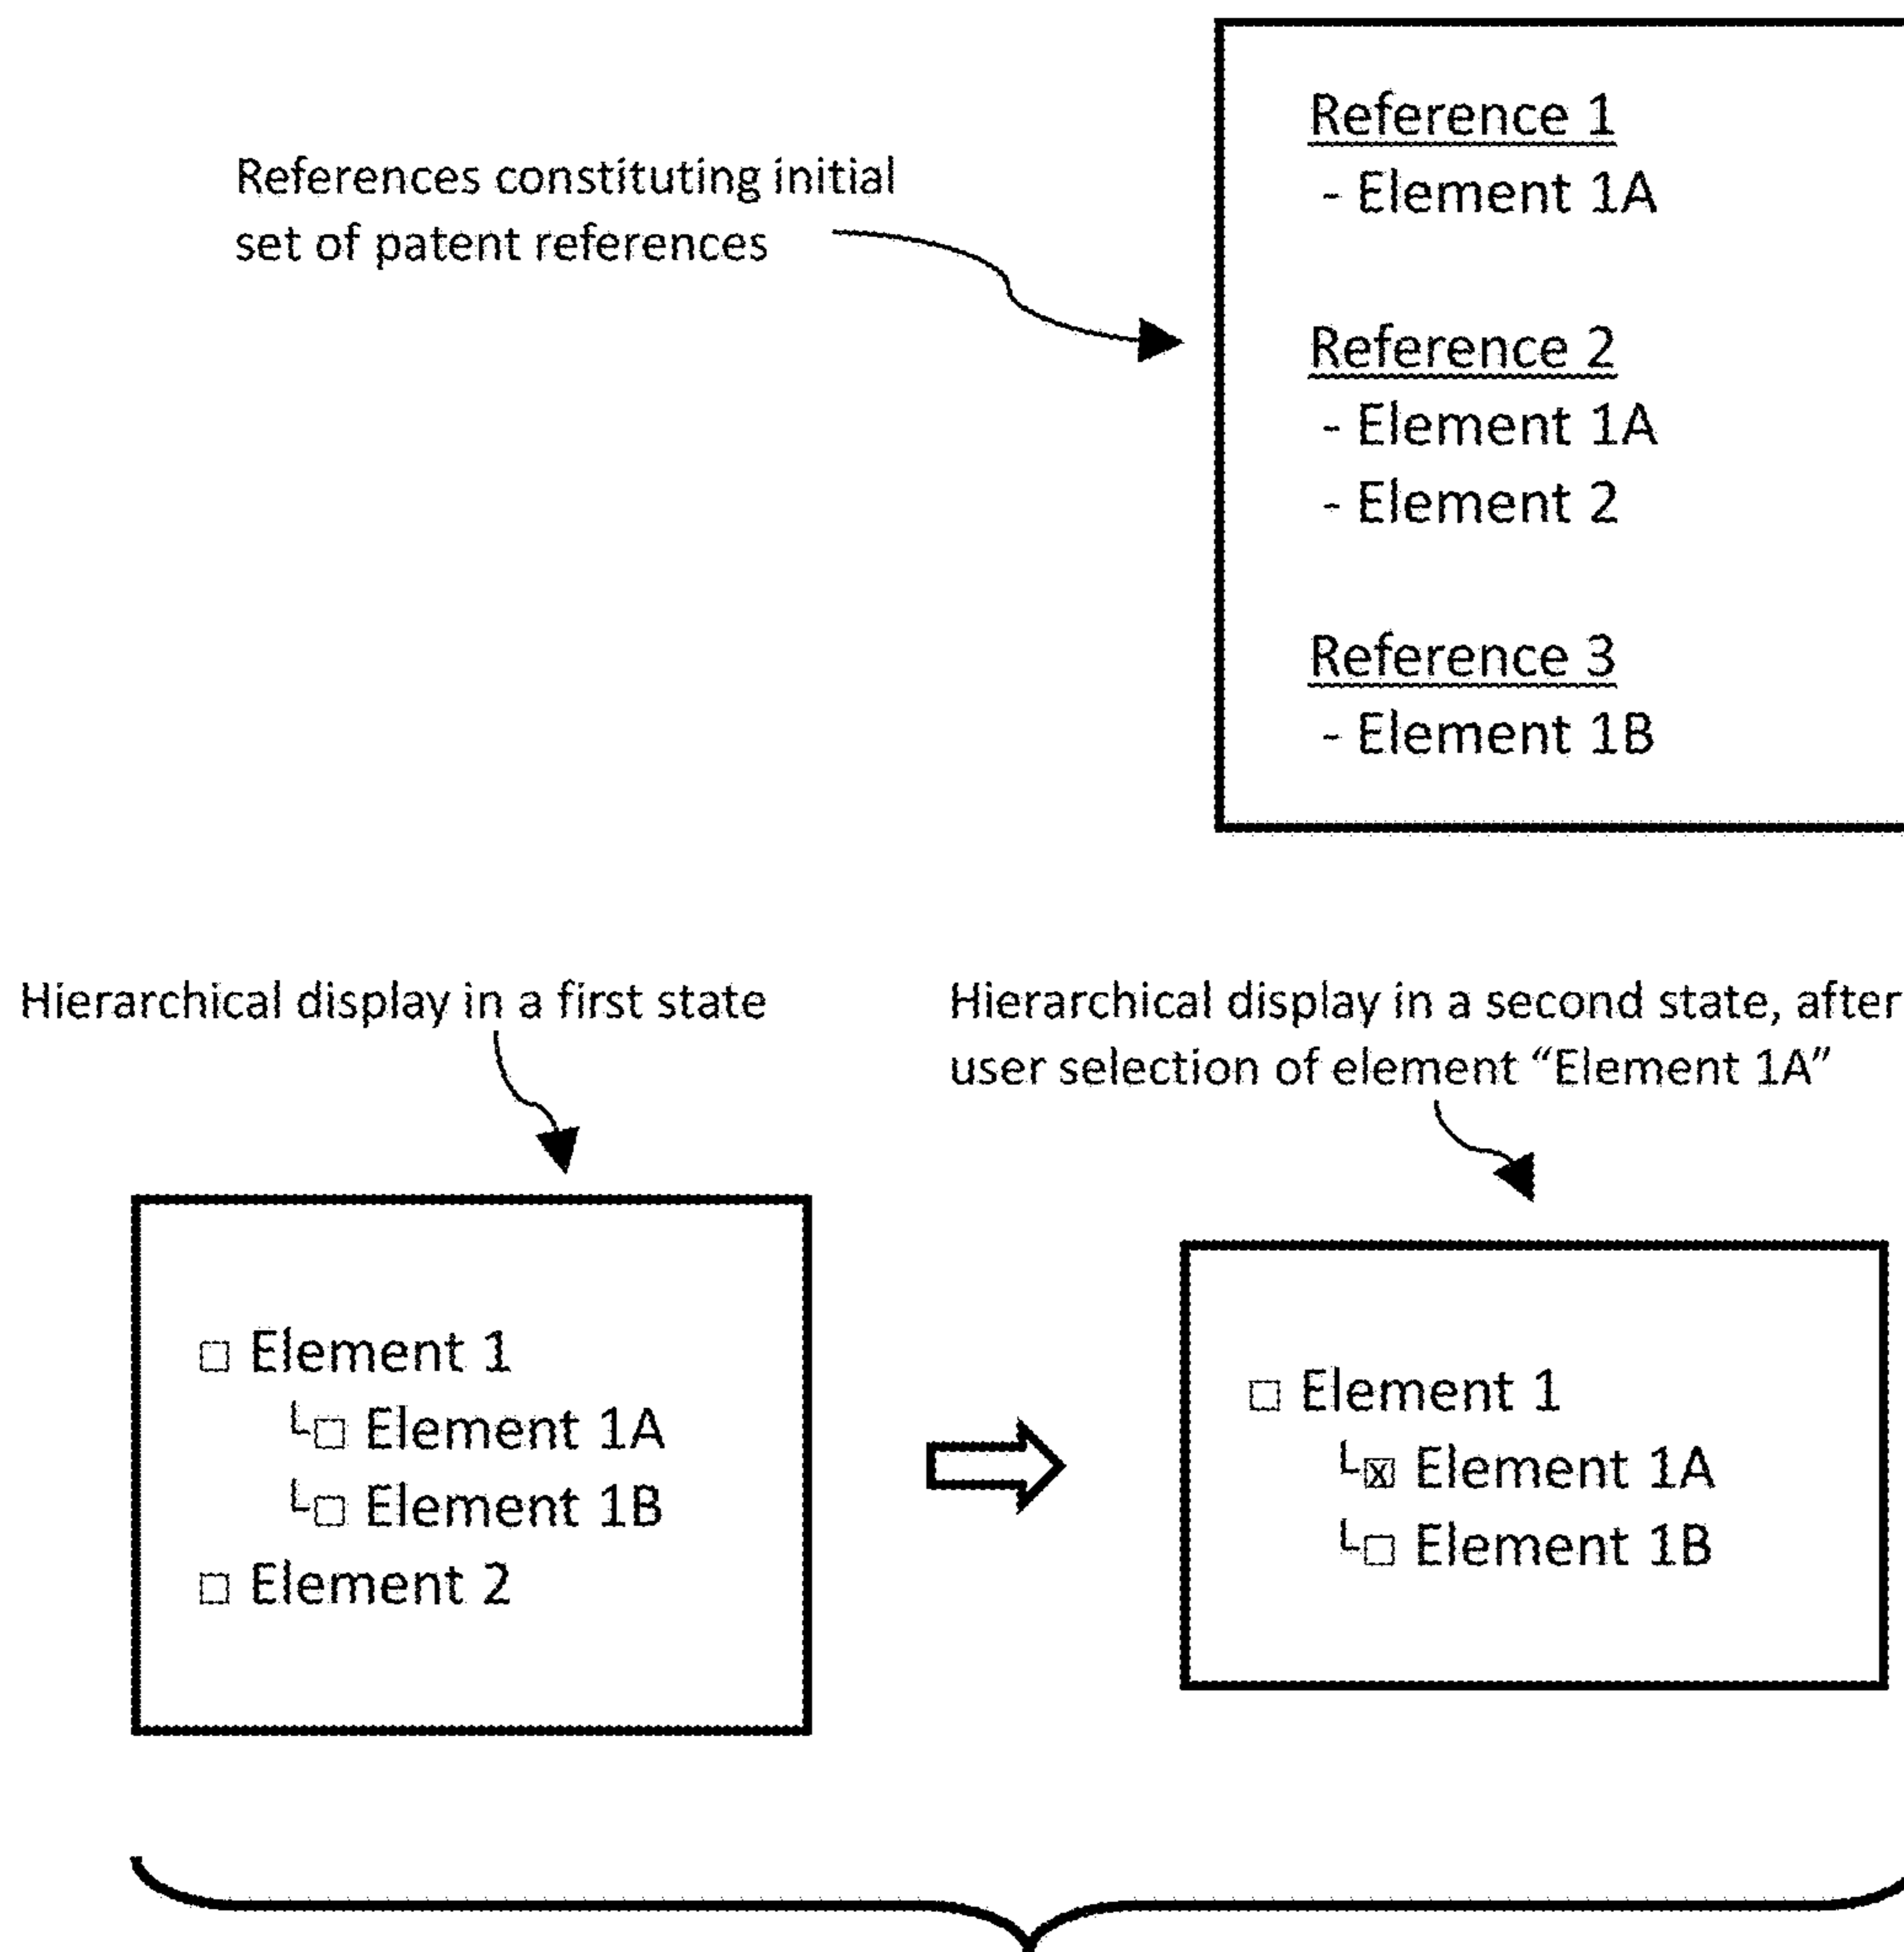 References constituting initial
set of patent references
Reference 1
- Element 1A
Reference 2
- Element 1A
- Element 2
Reference 3
- Element 1B
Hierarchical display in a first state
□ Element 1
└□ Element 1A
└□ Element 1B
□ Element 2
Hierarchical display in a second state, after
user selection of element “Element 1A”
□ Element 1
└☒ Element 1A
└□ Element 1B